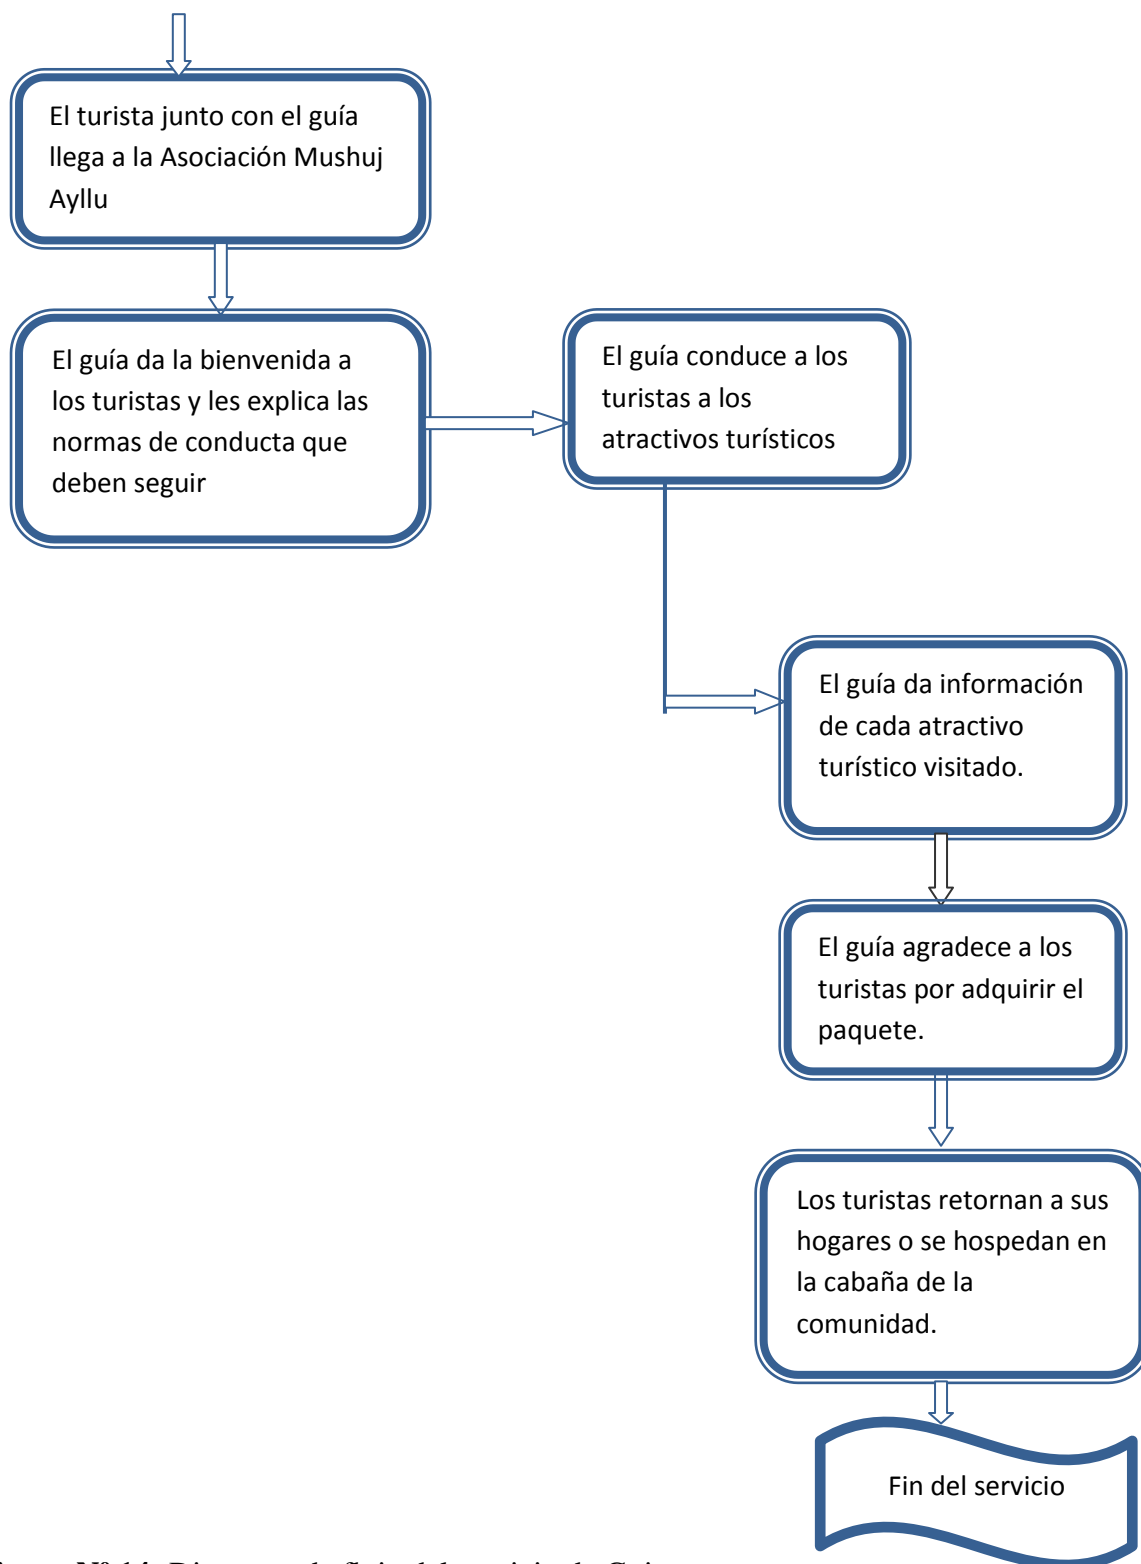 El turista junto con el guía
llega a la Asociación Mushuj
Ayllu
El guía da la bienvenida a
los turistas y les explica las
normas de conducta que
deben seguir
El guía conduce a los
turistas a los
atractivos turísticos
El guía da información
de cada atractivo
turístico visitado.
El guía agradece a los
turistas por adquirir el
paquete.
Los turistas retornan a sus
hogares o se hospedan en
la cabaña de la
comunidad.
Fin del servicio